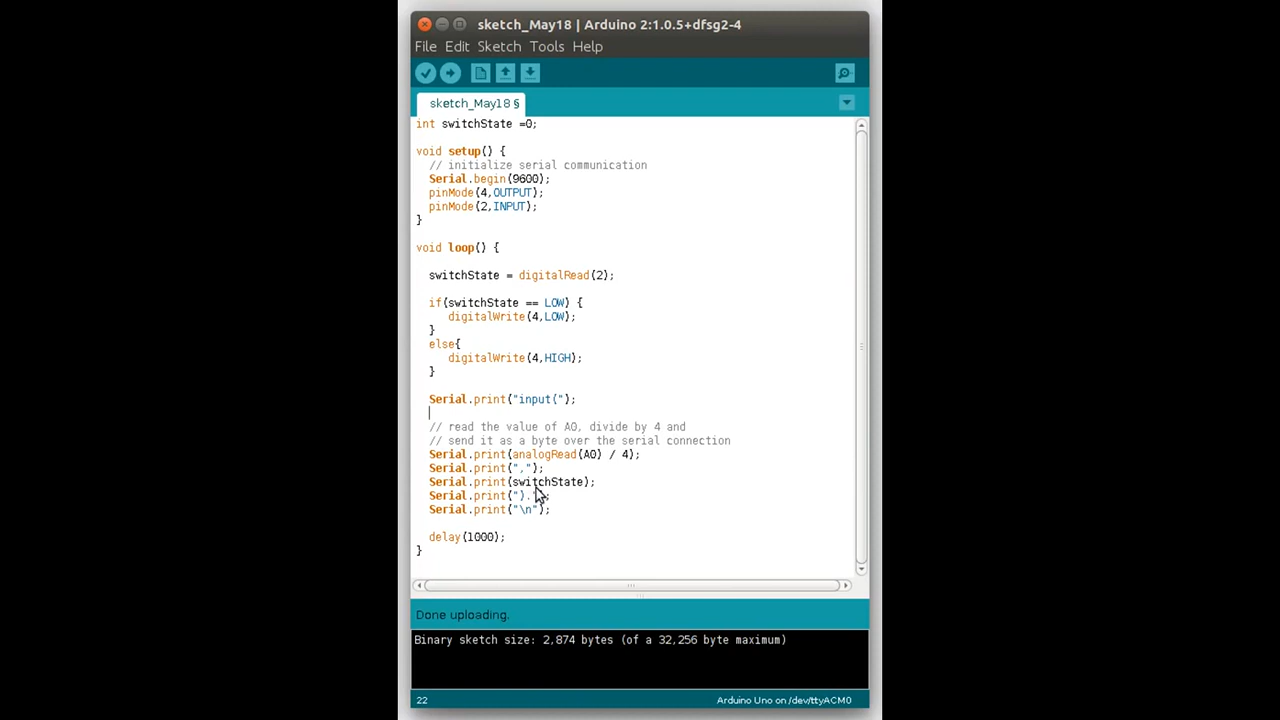 sketch_May18 | Arduino 2:1.0.5+dfsg2-4
File Edit Sketch Tools Help
sketch_May18 §
int switchState =0;
void setup() {
// initialize serial communication
Serial.begin(9600);
pinMode(4,OUTPUT);
pinMode(2,INPUT);
}
void loop() {
switchState = digitalRead(2);
if(switchState == LOW) {
digitalWrite(4,LOW);
}
else{
digitalWrite(4,HIGH);
}
Serial.print("input(");
// read the value of A0, divide by 4 and
// send it as a byte over the serial connection
Serial.print(analogRead(A0) / 4);
Serial.print(",");
Serial.print(switchState);
Serial.print(").
Serial.print("\n");
delay(1000);
}
Done uploading.
Binary sketch size: 2,874 bytes (of a 32,256 byte maximum)
22 Arduino Uno on /dev/ttyACM0